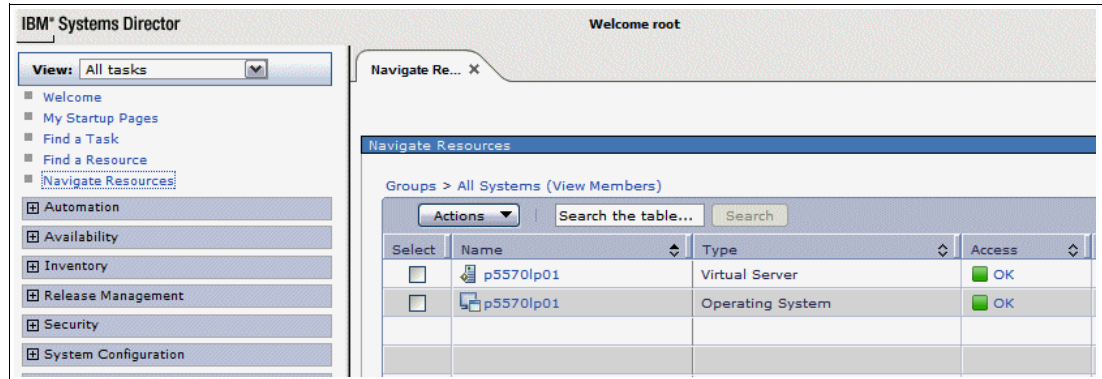 IBM® Systems Director
Welcome root
View: All tasks
Welcome
My Startup Pages
Find a Task
Find a Resource
Navigate Resources
Automation
Availability
Inventory
Release Management
Security
System Configuration
Navigate Re... X
Navigate Resources
Groups > All Systems (View Members)
Actions Search the table... Search
Select Name Type Access
p5570lp01 Virtual Server OK
p5570lp01 Operating System OK